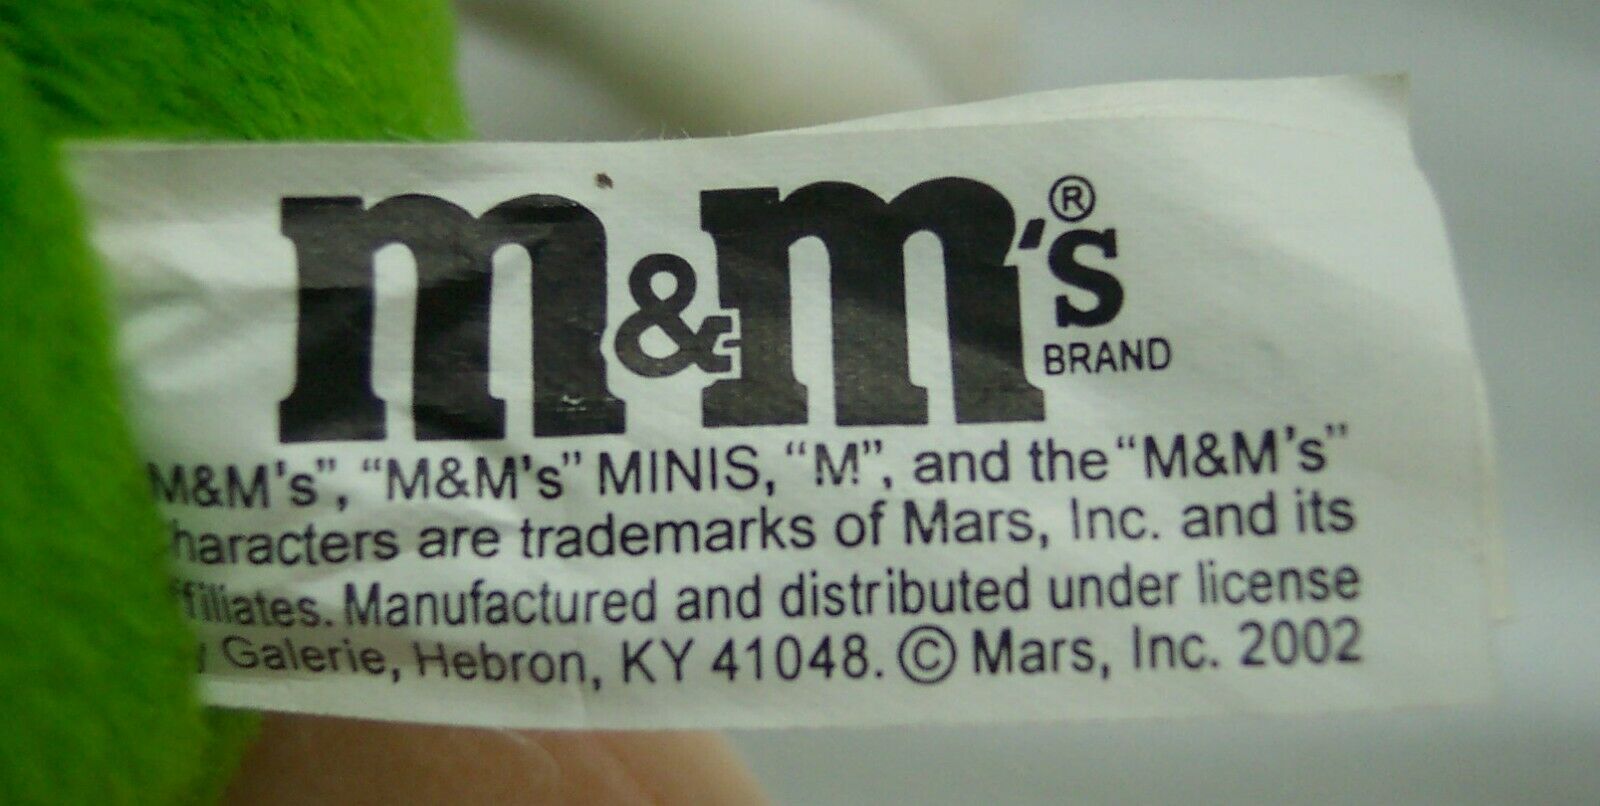 m&m's®
BRAND
M&M's", "M&M's" MINIS, "M", and the "M&M's"
haracters are trademarks of Mars, Inc. and its
ffiliates. Manufactured and distributed under license
y Galerie, Hebron, KY 41048. © Mars, Inc. 2002